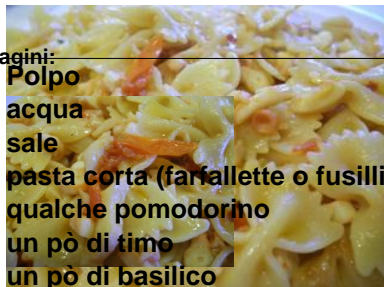 agini:
Polpo
acqua
sale
pasta corta (farfallette o fusilli
qualche pomodorino
un pò di timo
un pò di basilico